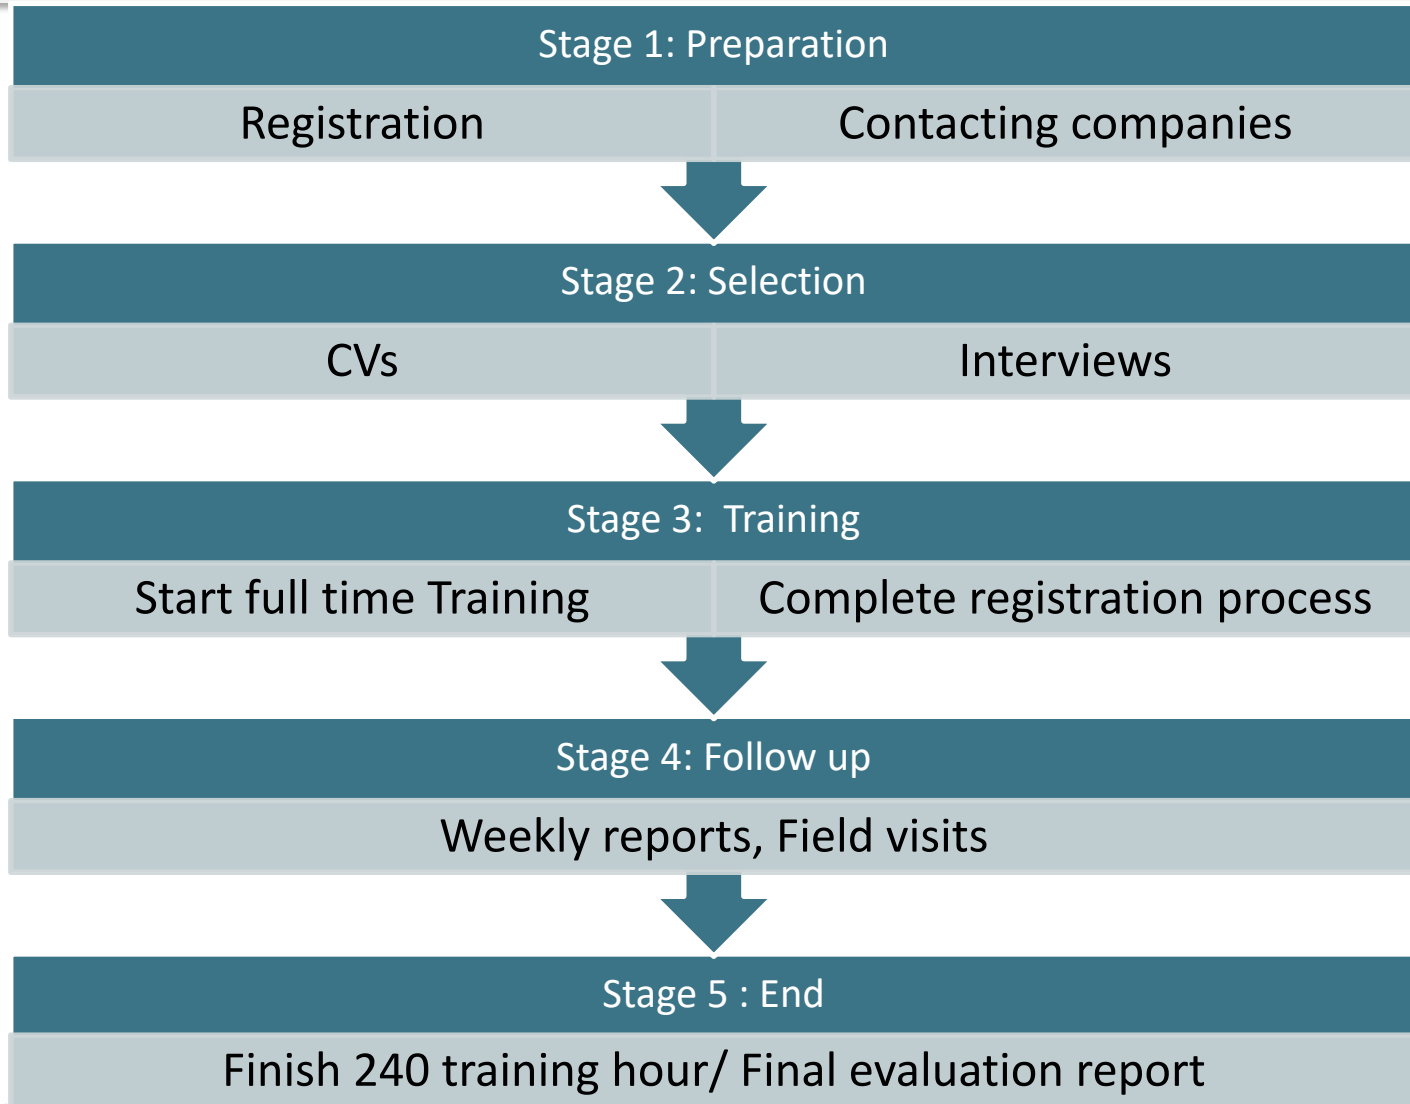 Stage 1: Preparation
Registration
Contacting companies
Stage 2: Selection
CVs
Interviews
Stage 3:  Training
Start full time Training
Complete registration process
Stage 4: Follow up
Weekly reports, Field visits
Stage 5 : End
Finish 240 training hour/ Final evaluation report